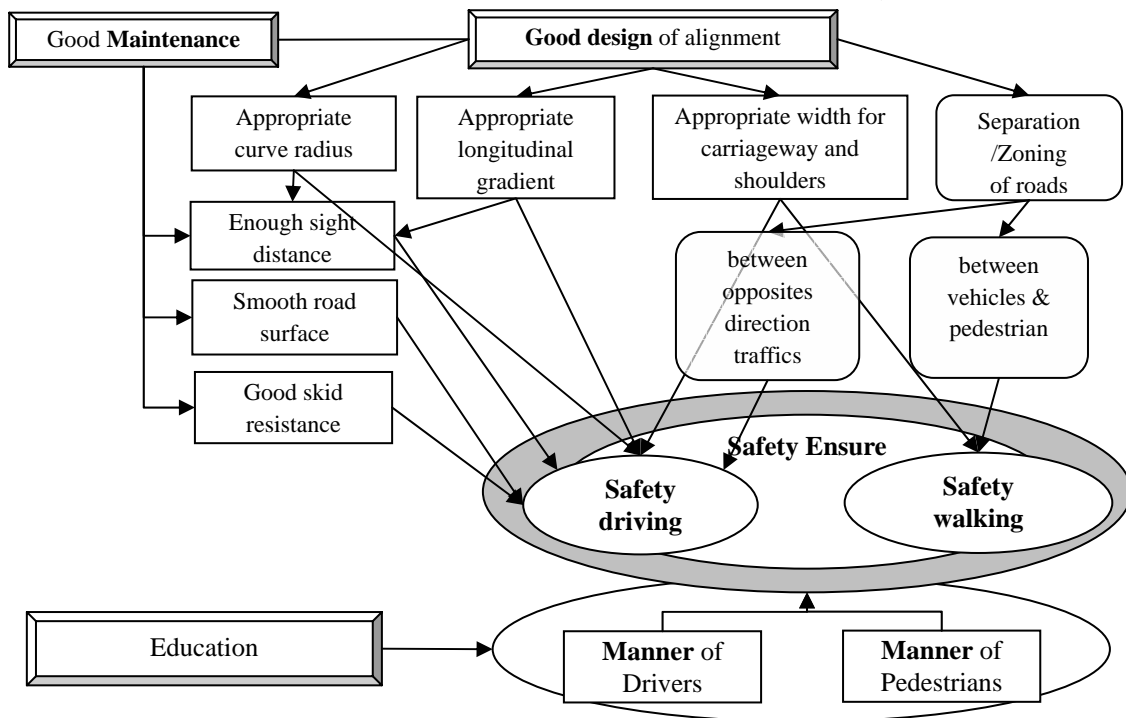 Good Maintenance
Good design of alignment
Appropriate
curve radius
Appropriate
longitudinal
gradient
Appropriate width for
carriageway and
shoulders
Separation
/Zoning
of roads
Enough sight
distance
between
opposites
direction
traffics
between
vehicles &
pedestrian
Smooth road
surface
Good skid
resistance
Safety Ensure
Safety
driving
Safety
walking
Education
Manner of
Drivers
Manner of
Pedestrians